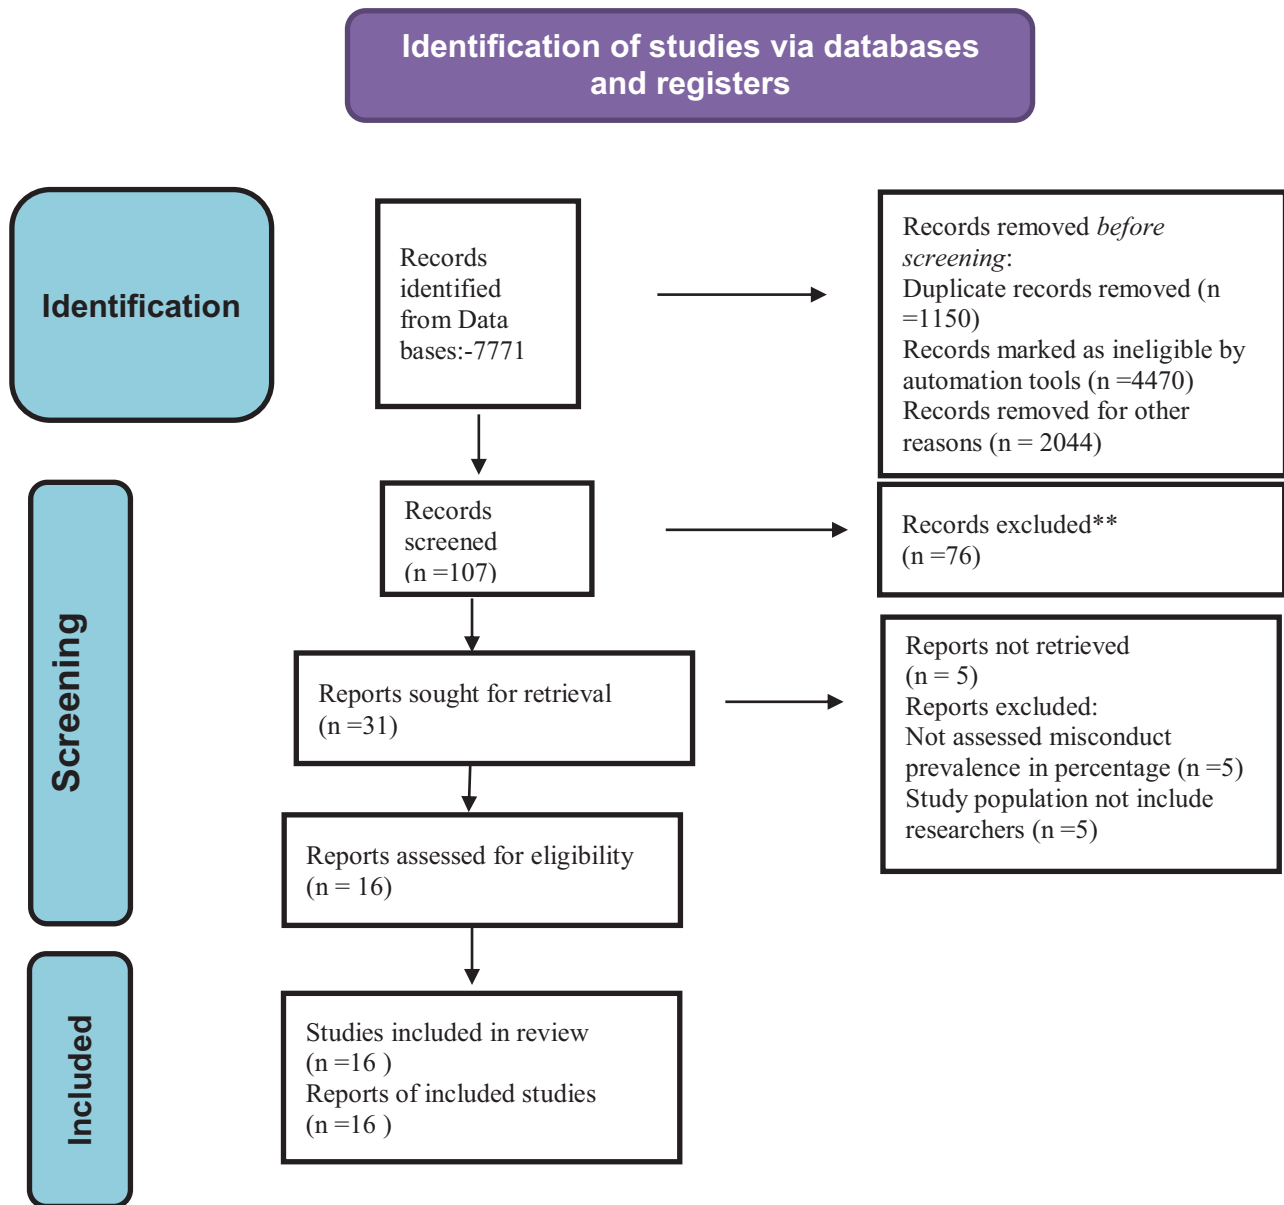 Identification of studies via databases
and registers
Identification
Records
identified
from Data
bases:-7771
Records removed before
screening:
Duplicate records removed (n
=1150)
Records marked as ineligible by
automation tools (n =4470)
Records removed for other
reasons (n = 2044)
Screening
Records
screened
(n =107)
Records excluded**
(n =76)
Reports sought for retrieval
(n =31)
Reports not retrieved
(n = 5)
Reports excluded:
Not assessed misconduct
prevalence in percentage (n =5)
Study population not include
researchers (n =5)
Reports assessed for eligibility
(n = 16)
Included
Studies included in review
(n =16 )
Reports of included studies
(n =16 )